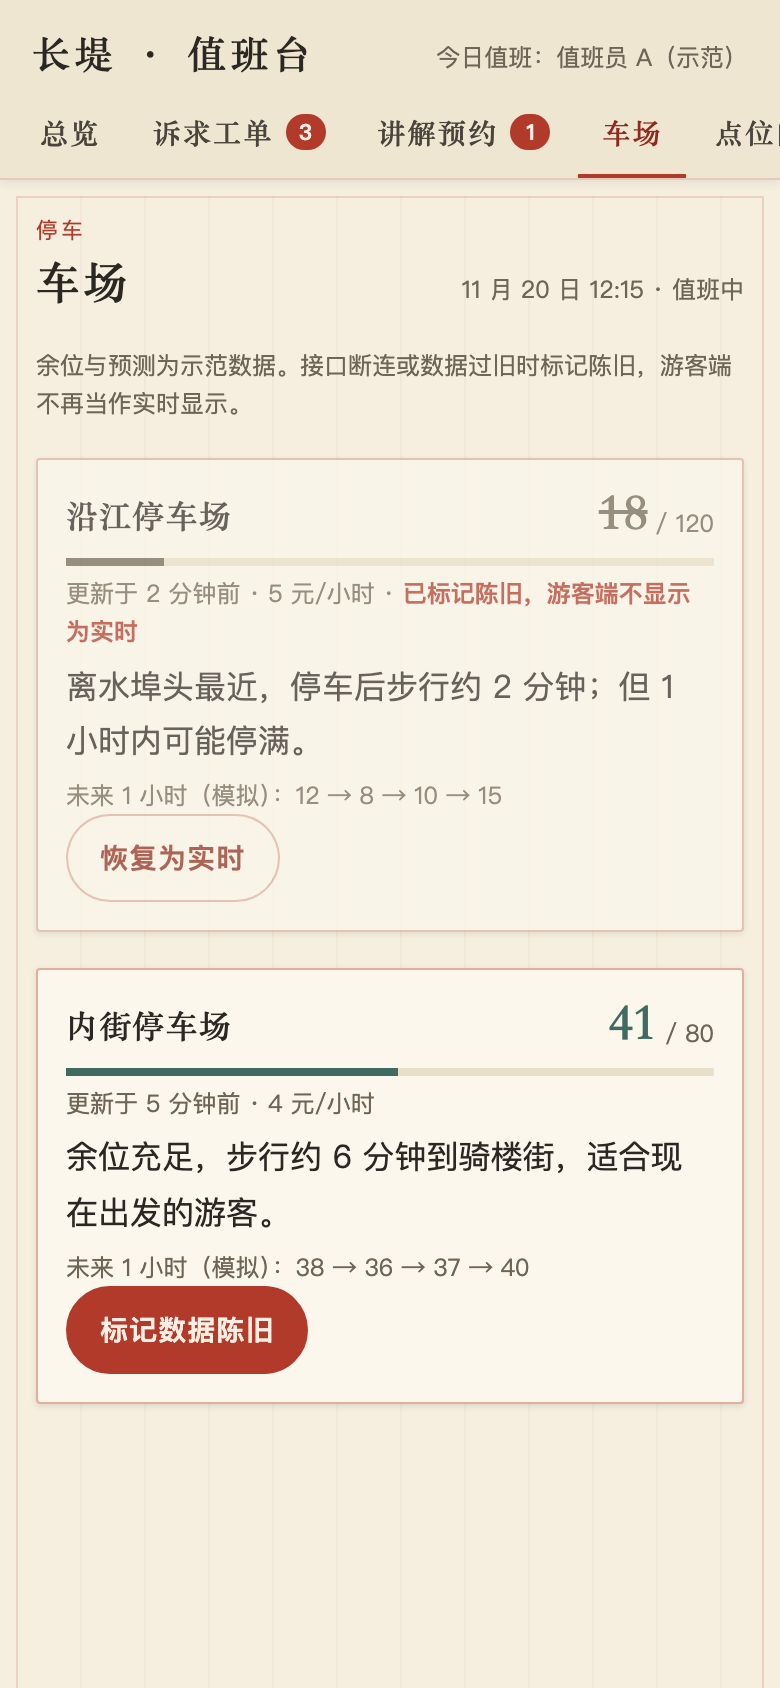 长堤 · 值班台
今日值班：值班员 A（示范）
总览 诉求工单 3 讲解预约 1 车场 点位
停车
车场
11 月 20 日 12:15 · 值班中
余位与预测为示范数据。接口断连或数据过旧时标记陈旧，游客端
不再当作实时显示。
沿江停车场
18 / 120
更新于 2 分钟前 · 5 元/小时 · 已标记陈旧，游客端不显示
为实时
离水埠头最近，停车后步行约 2 分钟；但 1
小时内可能停满。
未来 1 小时（模拟）：12 → 8 → 10 → 15
恢复为实时
内街停车场
41 / 80
更新于 5 分钟前 · 4 元/小时
余位充足，步行约 6 分钟到骑楼街，适合现
在出发的游客。
未来 1 小时（模拟）：38 → 36 → 37 → 40
标记数据陈旧